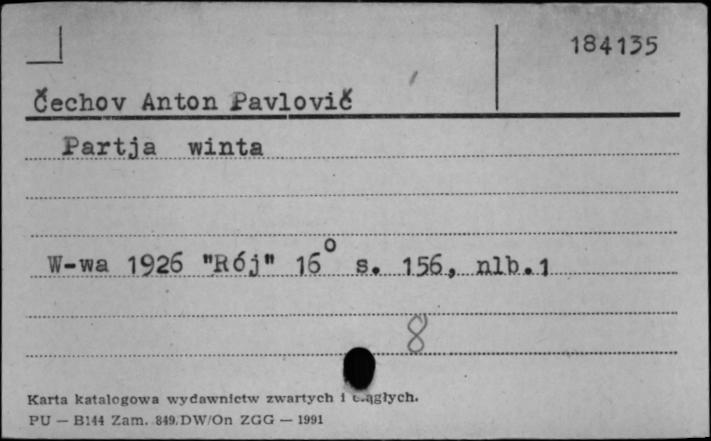 184135
Čechov Anton Pavlovič
Partja winta
W-wa 1926 "Rój" 16° s. 156, nlb.1
8
Karta katalogowa wydawnictw zwartych i ciągłych.
PU — B144 Zam. 849/DW/On ZGG — 1991